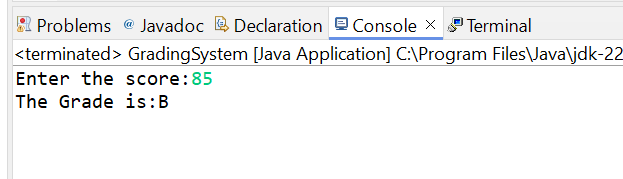 Problems Javadoc Declaration Console Terminal
<terminated> GradingSystem [Java Application] C:\Program Files\Java\jdk-22
Enter the score:85
The Grade is:B